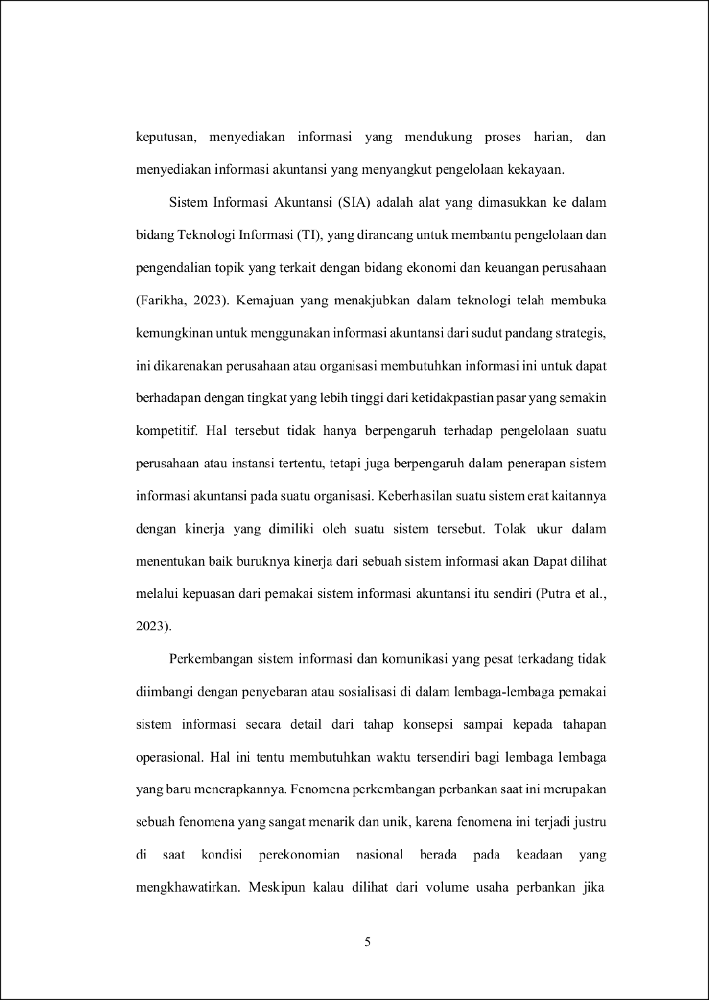 keputusan, menyediakan informasi yang mendukung proses harian, dan
menyediakan informasi akuntansi yang menyangkut pengelolaan kekayaan.
Sistem Informasi Akuntansi (SIA) adalah alat yang dimasukkan ke dalam
bidang Teknologi Informasi (TI), yang dirancang untuk membantu pengelolaan dan
pengendalian topik yang terkait dengan bidang ekonomi dan keuangan perusahaan
(Farikha, 2023). Kemajuan yang menakjubkan dalam teknologi telah membuka
kemungkinan untuk menggunakan informasi akuntansi dari sudut pandang strategis,
ini dikarenakan perusahaan atau organisasi membutuhkan informasi ini untuk dapat
berhadapan dengan tingkat yang lebih tinggi dari ketidakpastian pasar yang semakin
kompetitif. Hal tersebut tidak hanya berpengaruh terhadap pengelolaan suatu
perusahaan atau instansi tertentu, tetapi juga berpengaruh dalam penerapan sistem
informasi akuntansi pada suatu organisasi. Keberhasilan suatu sistem erat kaitannya
dengan kinerja yang dimiliki oleh suatu sistem tersebut. Tolak ukur dalam
menentukan baik buruknya kinerja dari sebuah sistem informasi akan Dapat dilihat
melalui kepuasan dari pemakai sistem informasi akuntansi itu sendiri (Putra et al.,
2023).
Perkembangan sistem informasi dan komunikasi yang pesat terkadang tidak
diimbangi dengan penyebaran atau sosialisasi di dalam lembaga-lembaga pemakai
sistem informasi secara detail dari tahap konsepsi sampai kepada tahapan
operasional. Hal ini tentu membutuhkan waktu tersendiri bagi lembaga lembaga
yang baru menerapkannya. Fenomena perkembangan perbankan saat ini merupakan
sebuah fenomena yang sangat menarik dan unik, karena fenomena ini terjadi justru
di saat kondisi perekonomian nasional berada pada keadaan yang
mengkhawatirkan. Meskipun kalau dilihat dari volume usaha perbankan jika
5